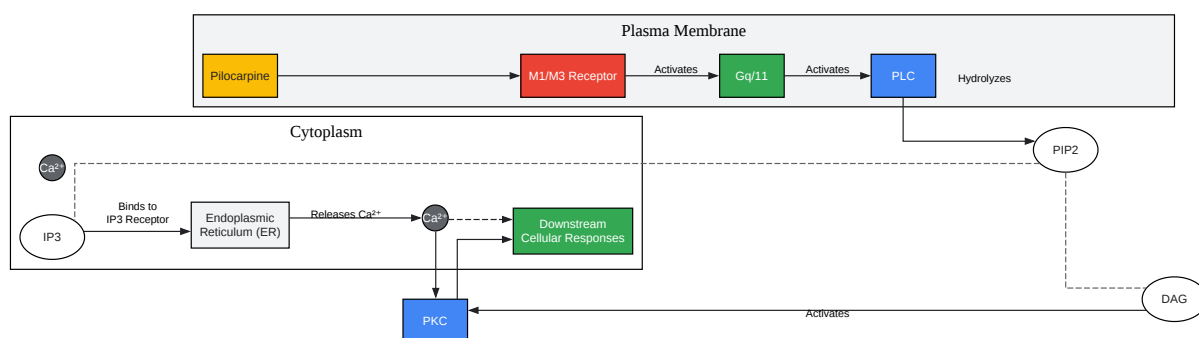 Plasma Membrane
Pilocarpine
M1/M3 Receptor
Activates
Gq/11
Activates
PLC
Hydrolyzes
Cytoplasm
Ca²⁺
PIP2
IP3
Binds to
IP3 Receptor
Endoplasmic
Reticulum (ER)
Releases Ca²⁺
Ca²⁺
Downstream
Cellular Responses
PKC
Activates
DAG